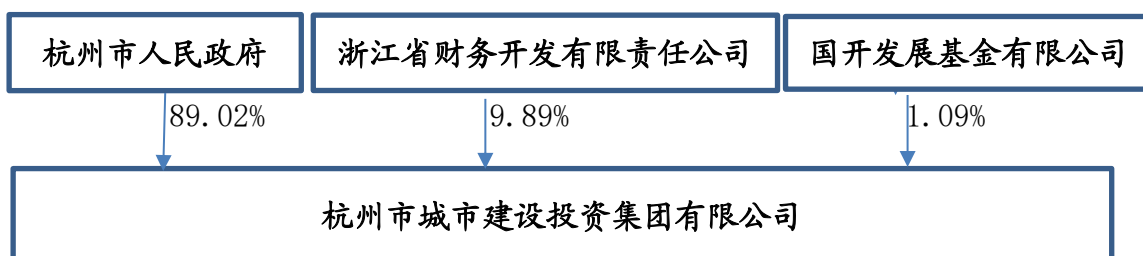 杭州市人民政府
浙江省财务开发有限责任公司
国开发展基金有限公司
89.02%
9.89%
1.09%
杭州市城市建设投资集团有限公司